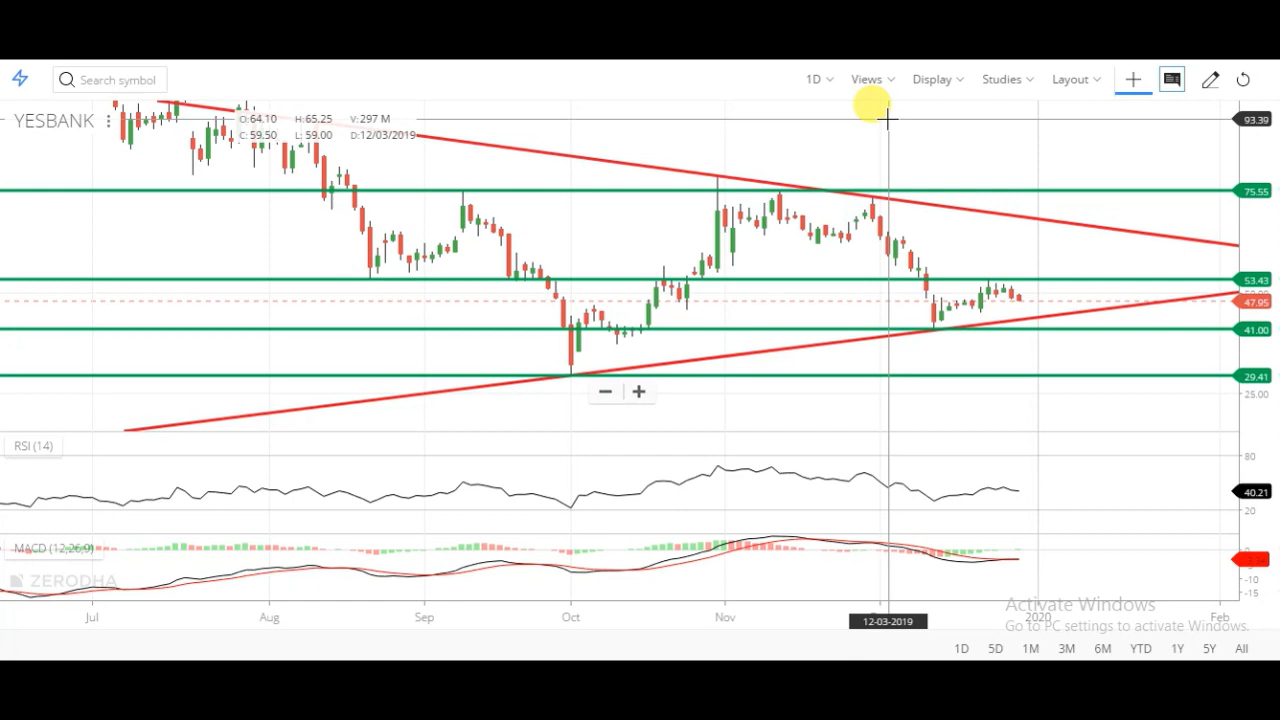 Search symbol
1D Views Display Studies Layout
YESBANK
O: 64.10 H: 65.25 V: 297 M
C: 59.50 L: 59.00 D: 12/03/2019
93.39
75.55
53.43
47.95
41.00
29.41
25.00
RSI (14)
80
40.21
20
MACD (12,26,9)
0
-10
-15
ZERODHA
Jul Aug Sep Oct Nov 12-03-2019 2020 Feb
Activate Windows
Go to PC settings to activate Windows.
1D 5D 1M 3M 6M YTD 1Y 5Y All